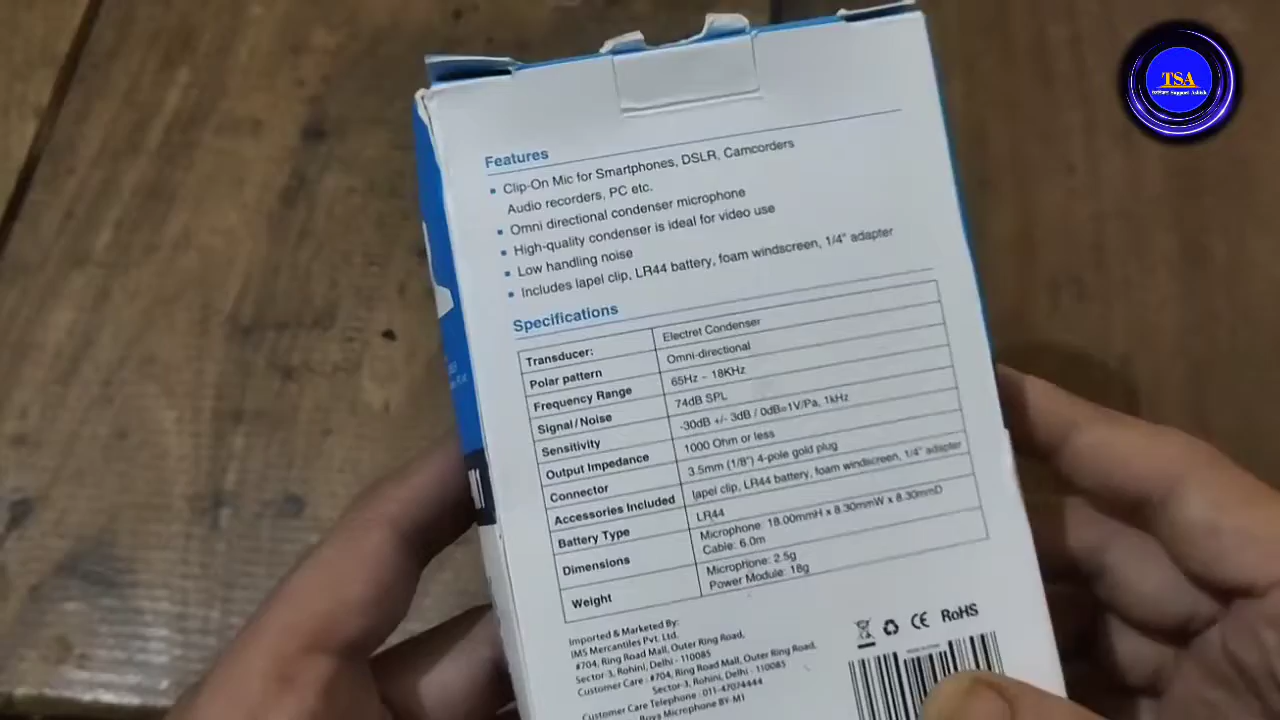 TSA
Support Ashish
Features
• Clip-On Mic for Smartphones, DSLR, Camcorders
Audio recorders, PC etc.
• Omni directional condenser microphone
• High-quality condenser is ideal for video use
• Low handling noise
• Includes lapel clip, LR44 battery, foam windscreen, 1/4" adapter
Specifications
Transducer: Electret Condenser
Polar pattern Omni-directional
Frequency Range 65Hz ~ 18KHz
Signal/Noise 74dB SPL
Sensitivity -30dB +/- 3dB / 0dB=1V/Pa, 1kHz
Output Impedance 1000 Ohm or less
Connector 3.5mm (1/8") 4-pole gold plug
Accessories Included lapel clip, LR44 battery, foam windscreen, 1/4" adapter
Battery Type LR44
Dimensions Microphone: 18.00mmH x 8.30mmW x 8.30mmD
Cable: 6.0m
Weight Microphone: 2.5g
Power Module: 18g
Imported & Marketed By:
IMS Mercantiles Pvt. Ltd.
#704, Ring Road Mall, Outer Ring Road,
Sector-3, Rohini, Delhi - 110085
Customer Care : #704, Ring Road Mall, Outer Ring Road,
Sector-3, Rohini, Delhi - 110085
Customer Care Telephone : 011-47074444
Boya Microphone BY-M1
CE RoHS